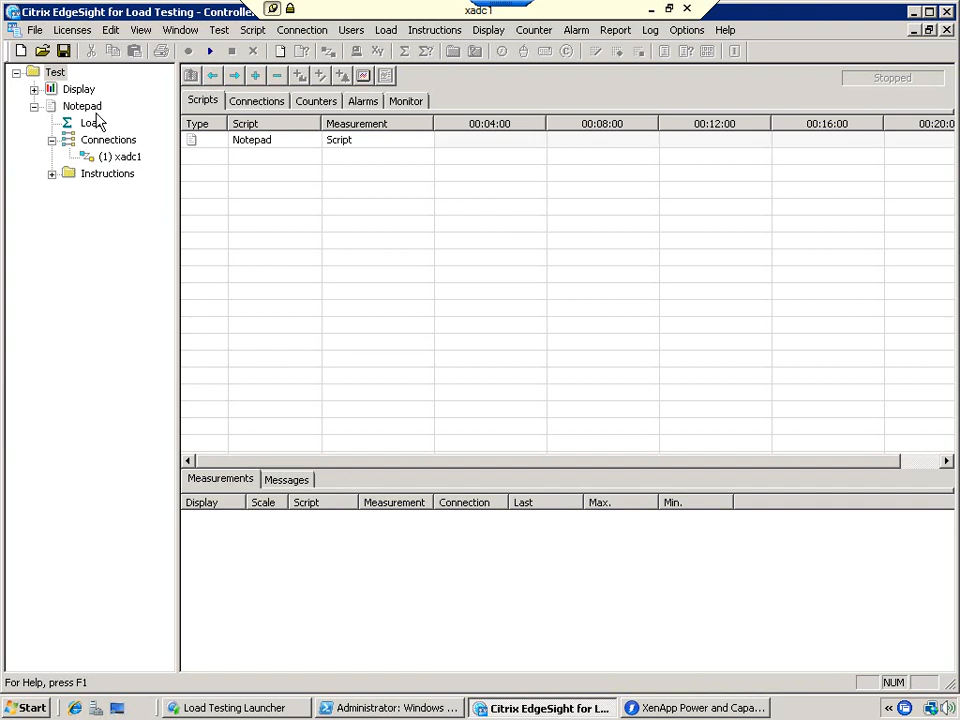 Citrix EdgeSight for Load Testing - Controlle
xadc1
File Licenses Edit View Window Test Script Connection Users Load Instructions Display Counter Alarm Report Log Options Help
Test
Display
Notepad
Load
Connections
(1) xadc1
Instructions
Stopped
Scripts Connections Counters Alarms Monitor
Type Script Measurement 00:04:00 00:08:00 00:12:00 00:16:00 00:20:0
Notepad Script
Measurements Messages
Display Scale Script Measurement Connection Last Max. Min.
For Help, press F1 NUM
Start Load Testing Launcher Administrator: Windows ... Citrix EdgeSight for L... XenApp Power and Capa...